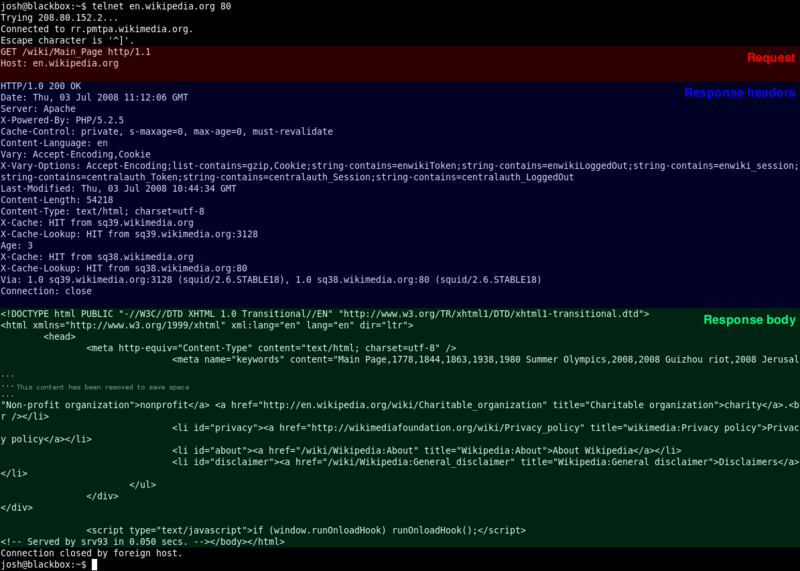 josh@blackbox:~$ telnet en.wikipedia.org 80
Trying 208.80.152.2...
Connected to rr.pmtpa.wikimedia.org.
Escape character is '^]'.
GET /wiki/Main_Page http/1.1
Host: en.wikipedia.org
Request
HTTP/1.0 200 OK
Response headers
Date: Thu, 03 Jul 2008 11:12:06 GMT
Server: Apache
X-Powered-By: PHP/5.2.5
Cache-Control: private, s-maxage=0, max-age=0, must-revalidate
Content-Language: en
Vary: Accept-Encoding,Cookie
X-Vary-Options: Accept-Encoding;list-contains=gzip,Cookie;string-contains=enwikiToken;string-contains=enwikiLoggedOut;string-contains=enwiki_session;
string-contains=centralauth_Token;string-contains=centralauth_Session;string-contains=centralauth_LoggedOut
Last-Modified: Thu, 03 Jul 2008 10:44:34 GMT
Content-Length: 54218
Content-Type: text/html; charset=utf-8
X-Cache: HIT from sq39.wikimedia.org
X-Cache-Lookup: HIT from sq39.wikimedia.org:3128
Age: 3
X-Cache: HIT from sq38.wikimedia.org
X-Cache-Lookup: HIT from sq38.wikimedia.org:80
Via: 1.0 sq39.wikimedia.org:3128 (squid/2.6.STABLE18), 1.0 sq38.wikimedia.org:80 (squid/2.6.STABLE18)
Connection: close
<!DOCTYPE html PUBLIC "-//W3C//DTD XHTML 1.0 Transitional//EN" "http://www.w3.org/TR/xhtml1/DTD/xhtml1-transitional.dtd">
Response body
<html xmlns="http://www.w3.org/1999/xhtml" xml:lang="en" lang="en" dir="ltr">
<head>
<meta http-equiv="Content-Type" content="text/html; charset=utf-8" />
<meta name="keywords" content="Main Page,1778,1844,1863,1938,1980 Summer Olympics,2008,2008 Guizhou riot,2008 Jerusal
...
... This content has been removed to save space
...
"Non-profit organization">nonprofit</a> <a href="http://en.wikipedia.org/wiki/Charitable_organization" title="Charitable organization">charity</a>.<b
r /></li>
<li id="privacy"><a href="http://wikimediafoundation.org/wiki/Privacy_policy" title="wikimedia:Privacy policy">Privac
y policy</a></li>
<li id="about"><a href="/wiki/Wikipedia:About" title="Wikipedia:About">About Wikipedia</a></li>
<li id="disclaimer"><a href="/wiki/Wikipedia:General_disclaimer" title="Wikipedia:General disclaimer">Disclaimers</a>
</li>
</ul>
</div>
</div>
<script type="text/javascript">if (window.runOnloadHook) runOnloadHook();</script>
<!-- Served by srv93 in 0.050 secs. --></body></html>
Connection closed by foreign host.
josh@blackbox:~$